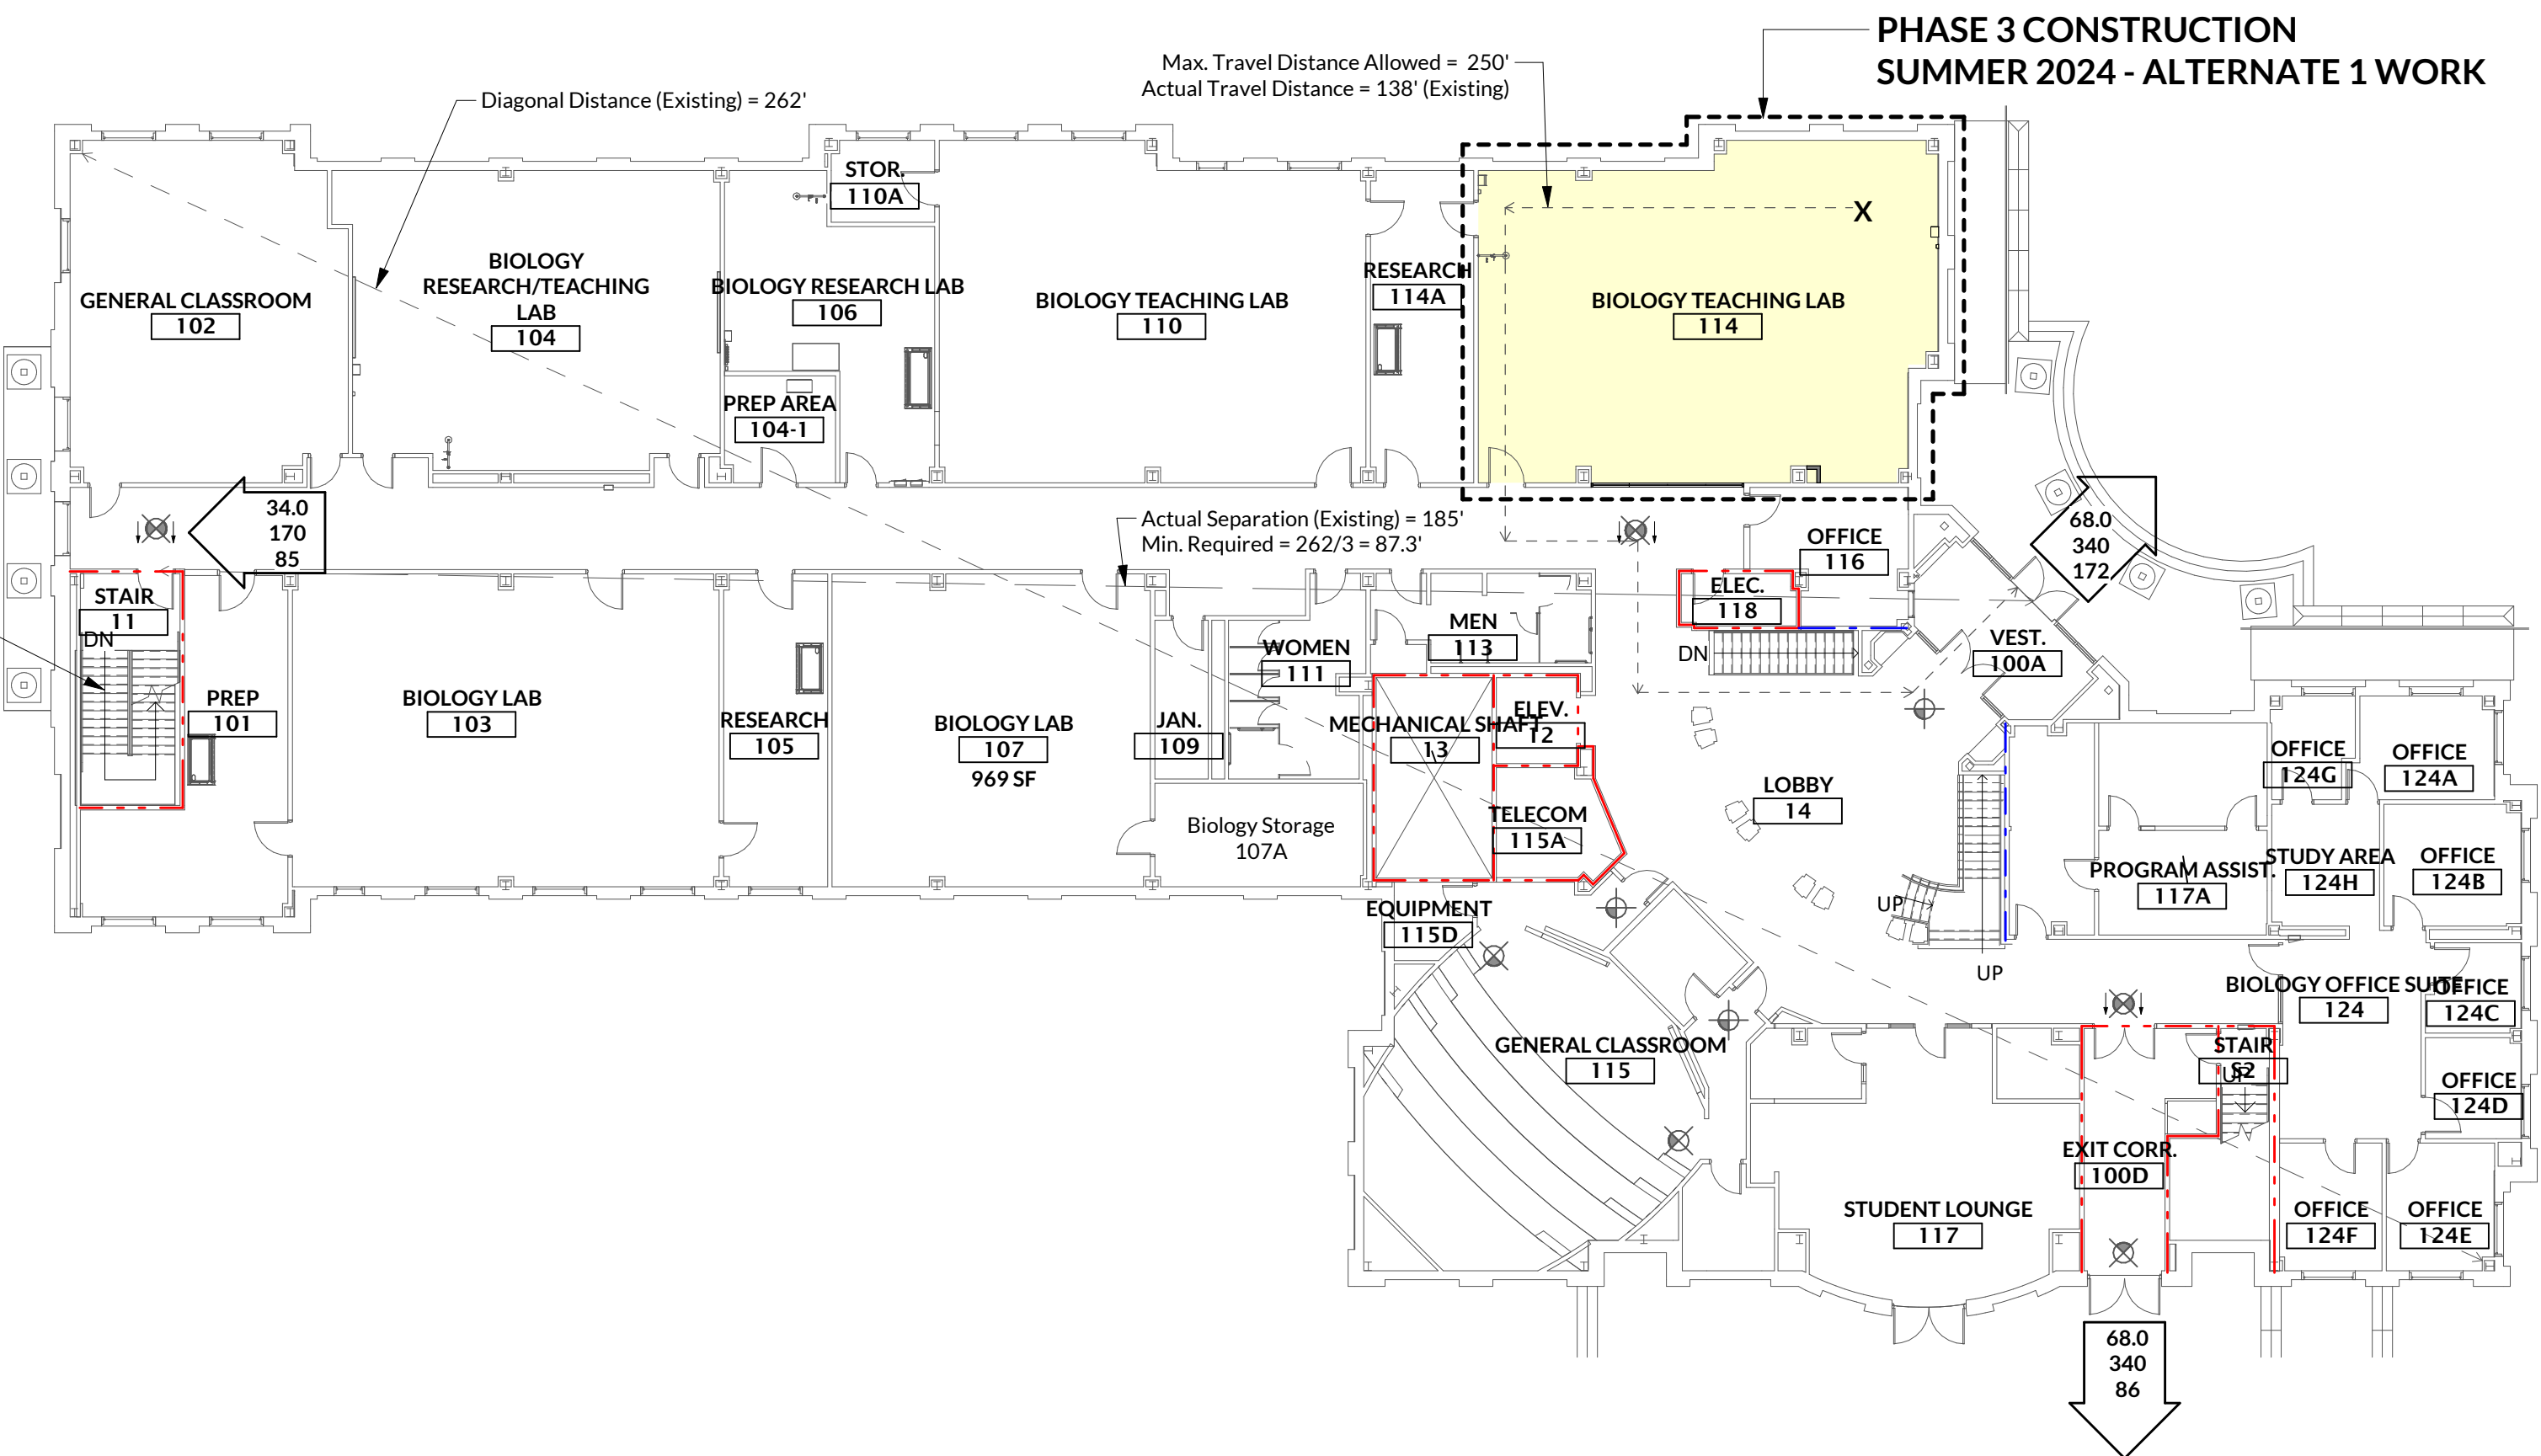 PHASE 3 CONSTRUCTION
SUMMER 2024 - ALTERNATE 1 WORK
Max. Travel Distance Allowed = 250'
Actual Travel Distance = 138' (Existing)
Diagonal Distance (Existing) = 262'
STOR.
110A
X
GENERAL CLASSROOM
102
BIOLOGY
RESEARCH/TEACHING
LAB
104
BIOLOGY RESEARCH LAB
106
BIOLOGY TEACHING LAB
110
RESEARCH
114A
BIOLOGY TEACHING LAB
114
PREP AREA
104-1
34.0
170
85
Actual Separation (Existing) = 185'
Min. Required = 262/3 = 87.3'
OFFICE
116
68.0
340
172
STAIR
11
DN
ELEC.
118
MEN
113
WOMEN
111
DN
VEST.
100A
PREP
101
BIOLOGY LAB
103
RESEARCH
105
BIOLOGY LAB
107
969 SF
JAN.
109
MECHANICAL SHAFT
13
ELEV.
12
OFFICE
124G
OFFICE
124A
LOBBY
14
TELECOM
115A
Biology Storage
107A
PROGRAM ASSIST.
117A
STUDY AREA
124H
OFFICE
124B
EQUIPMENT
115D
UP
UP
BIOLOGY OFFICE SUITE
124
OFFICE
124C
GENERAL CLASSROOM
115
STAIR
S2
UP
OFFICE
124D
EXIT CORR.
100D
STUDENT LOUNGE
117
OFFICE
124F
OFFICE
124E
68.0
340
86